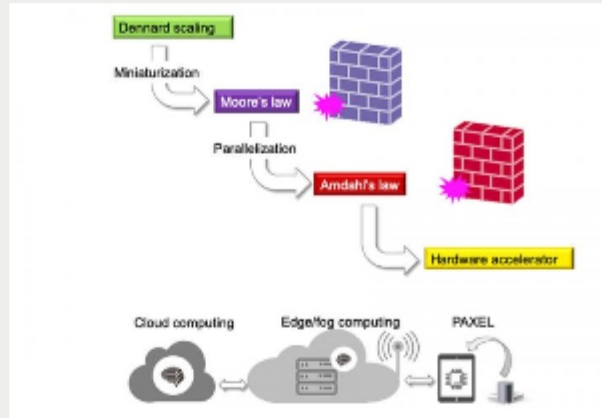 Dennard scaling
Miniaturization
Moore's law
Parallelization
Amdahl's law
Hardware accelerator
Cloud computing
Edge/fog computing
PAXEL